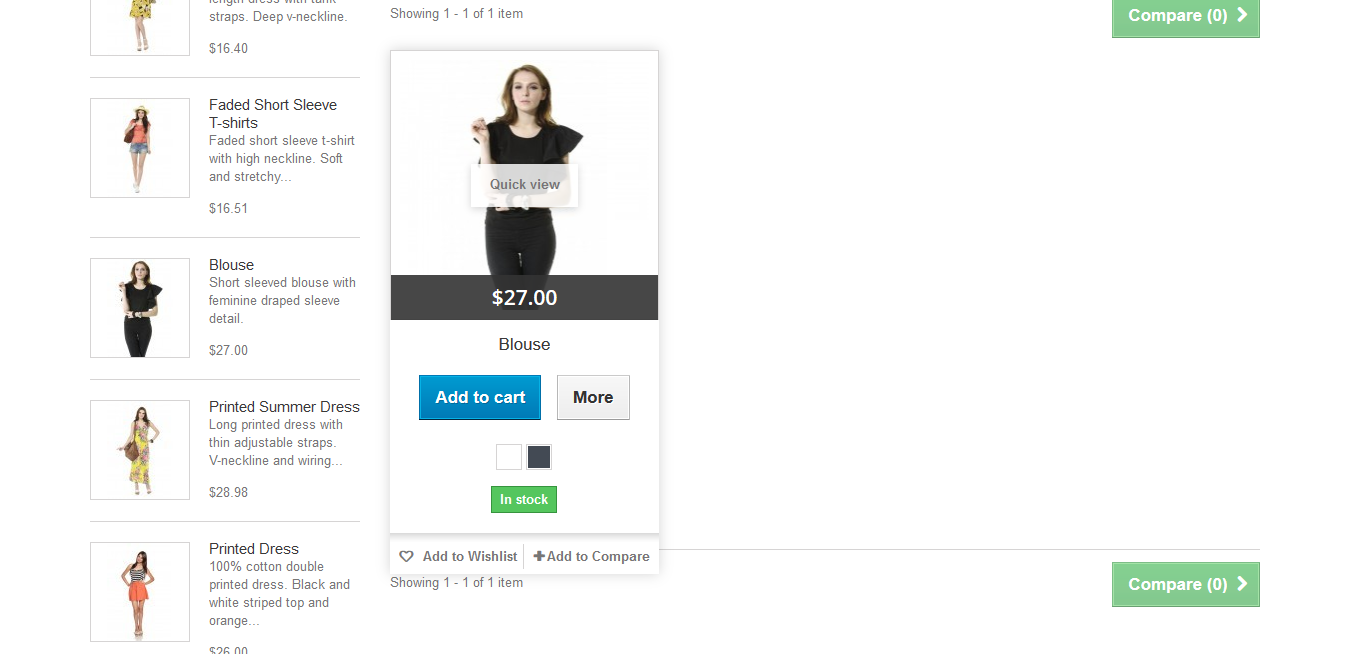 length dress with tank
straps. Deep v-neckline.
$16.40
Faded Short Sleeve
T-shirts
Faded short sleeve t-shirt
with high neckline. Soft
and stretchy...
$16.51
Blouse
Short sleeved blouse with
feminine draped sleeve
detail.
$27.00
Printed Summer Dress
Long printed dress with
thin adjustable straps.
V-neckline and wiring...
$28.98
Printed Dress
100% cotton double
printed dress. Black and
white striped top and
orange...
$26.00
Showing 1 - 1 of 1 item
Compare (0)
Quick view
$27.00
Blouse
Add to cart
More
In stock
Add to Wishlist
Add to Compare
Showing 1 - 1 of 1 item
Compare (0)